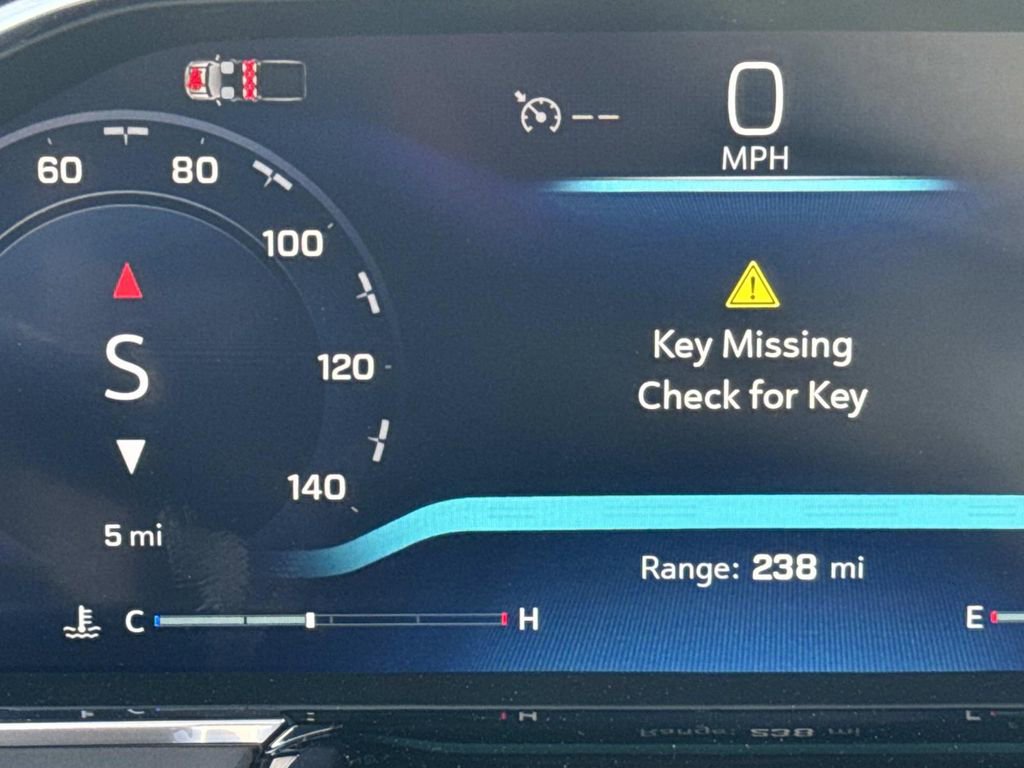 0
MPH
60
80
100
120
140
S
5 mi
Key Missing
Check for Key
Range: 238 mi
C
H
E